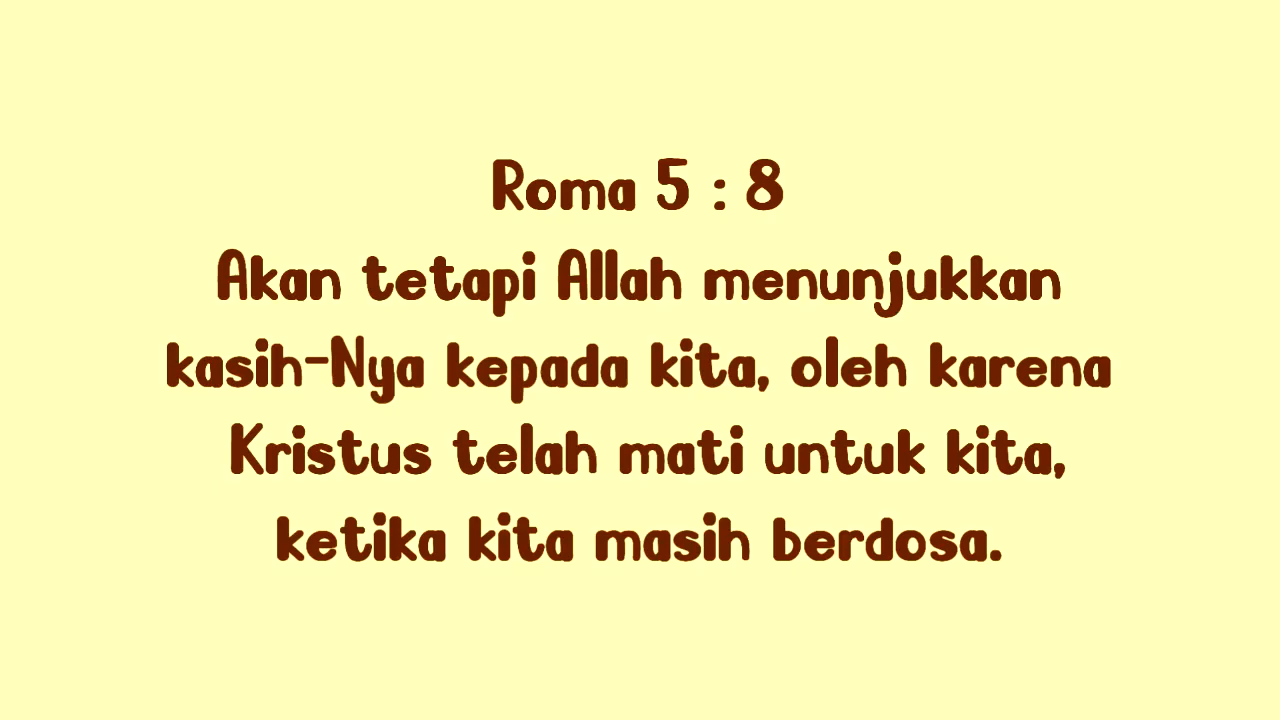 Roma 5 : 8
Akan tetapi Allah menunjukkan
kasih-Nya kepada kita, oleh karena
Kristus telah mati untuk kita,
ketika kita masih berdosa.